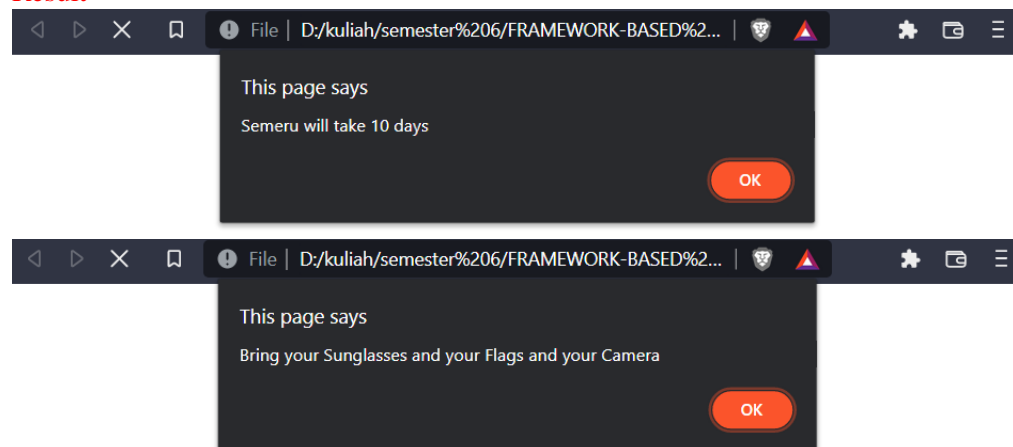 Result
File | D:/kuliah/semester%206/FRAMEWORK-BASED%2...
This page says
Semeru will take 10 days
OK
File | D:/kuliah/semester%206/FRAMEWORK-BASED%2...
This page says
Bring your Sunglasses and your Flags and your Camera
OK